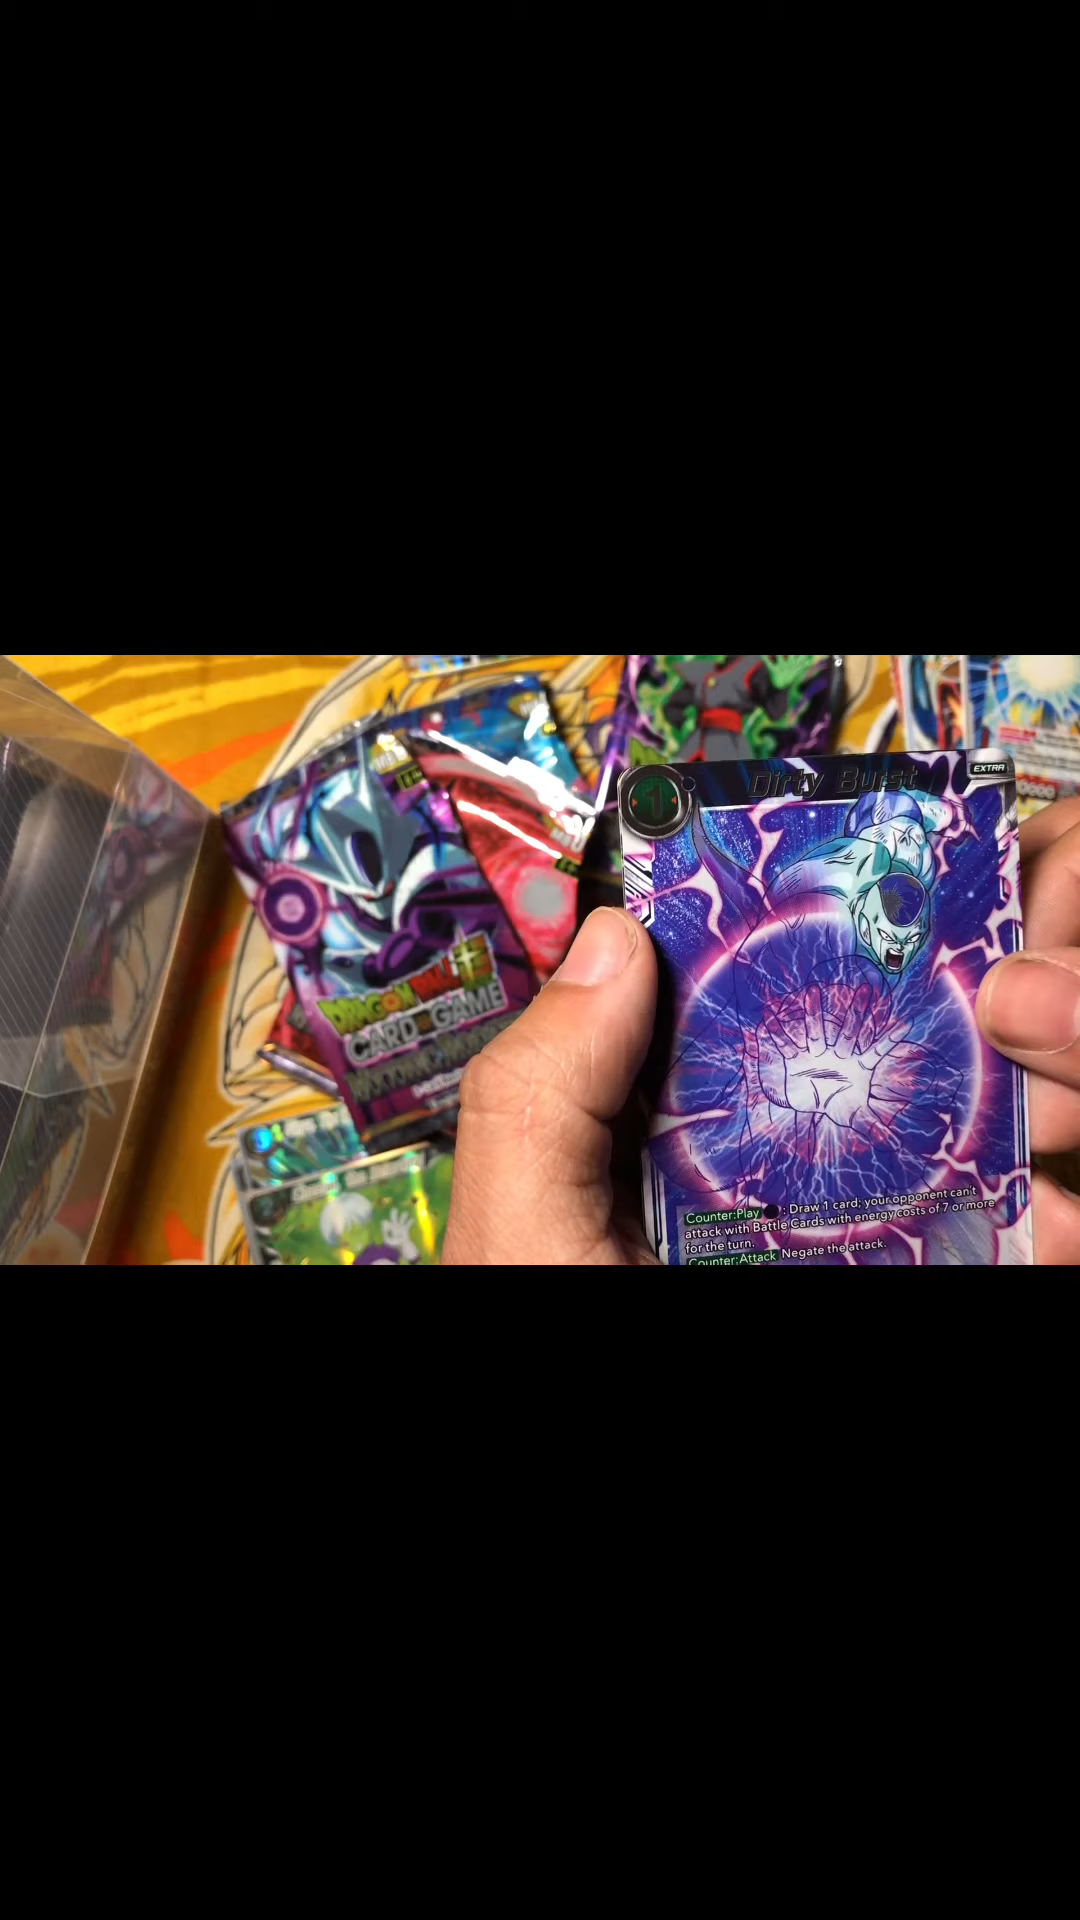 Dirty Burst
EXTRA
1
Counter:Play : Draw 1 card; your opponent can't
attack with Battle Cards with energy costs of 7 or more
for the turn.
Counter:Attack Negate the attack.
DRAGON BALL
CARD GAME